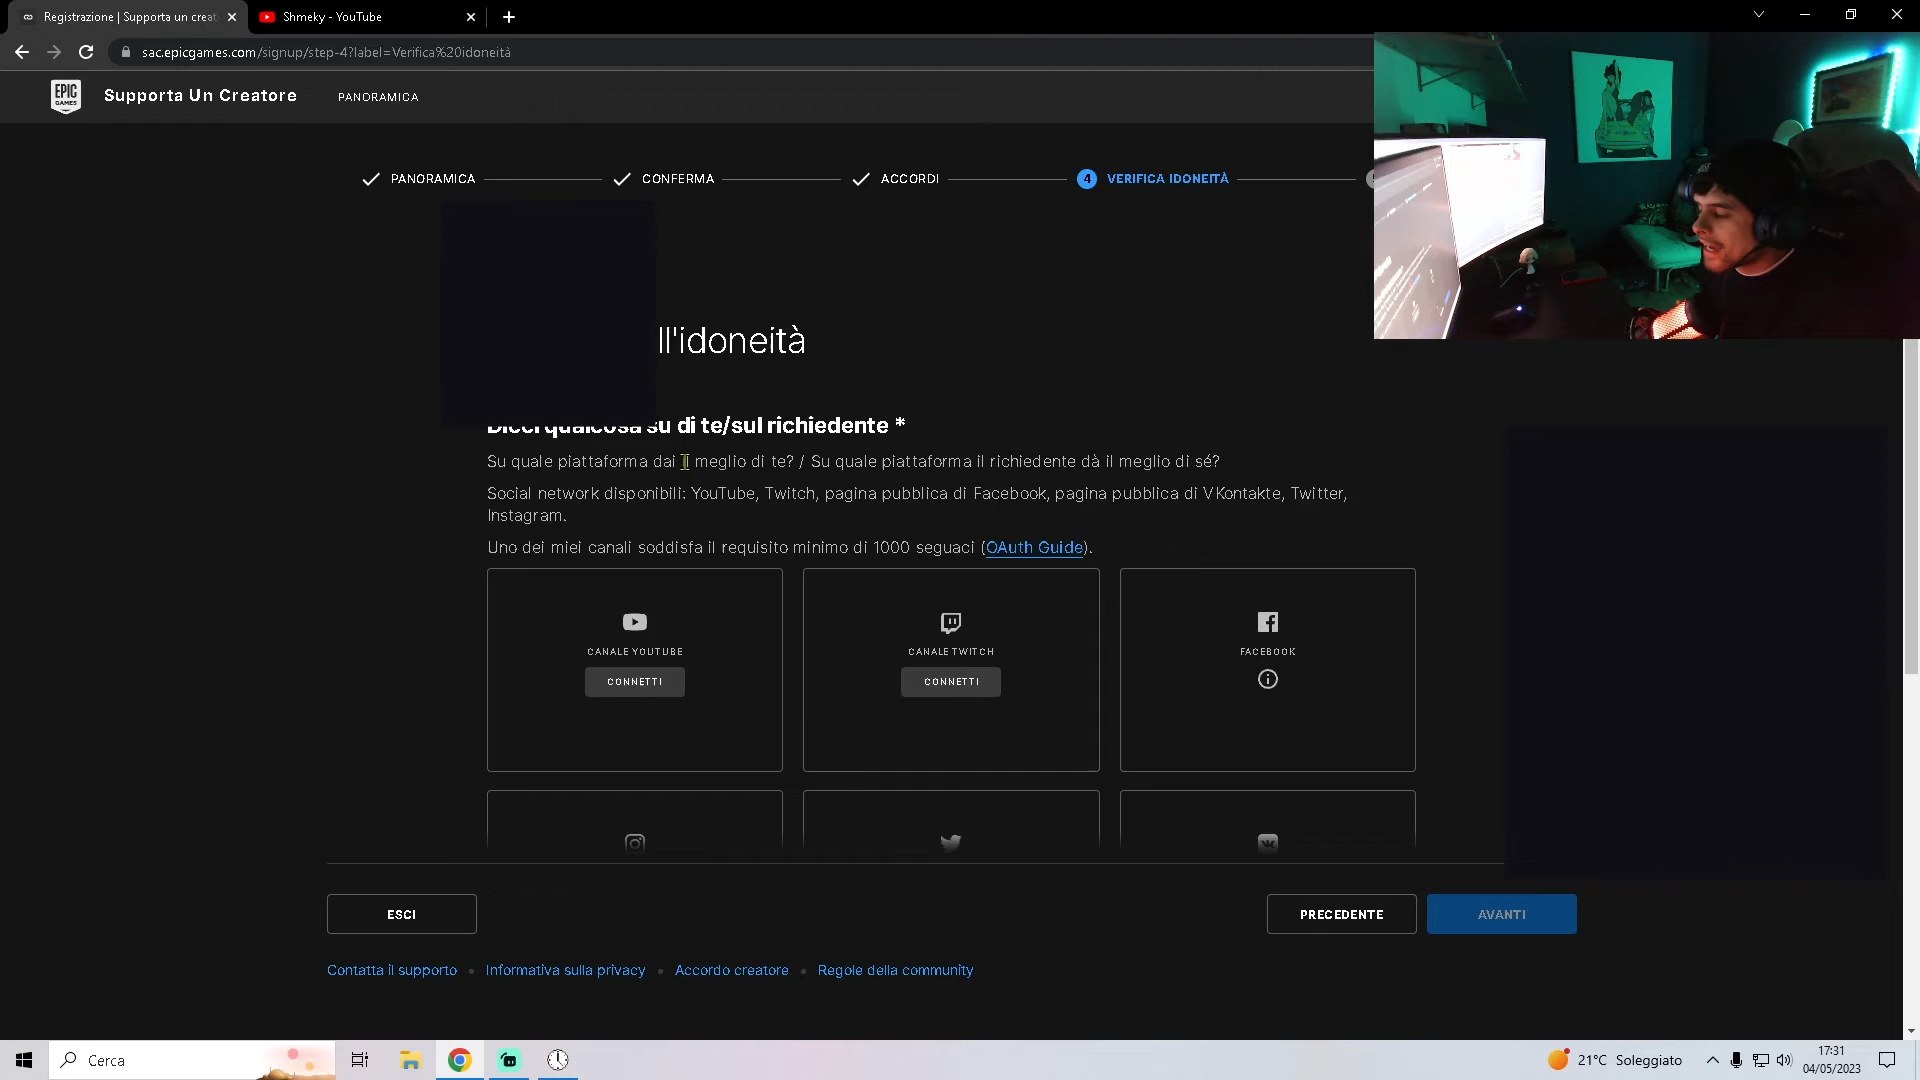 Registrazione | Supporta un creat
Shmeky - YouTube
sac.epicgames.com/signup/step-4?label=Verifica%20idoneità
EPIC GAMES
Supporta Un Creatore
PANORAMICA
PANORAMICA
CONFERMA
ACCORDI
4 VERIFICA IDONEITÀ
ll'idoneità
Dicci qualcosa su di te/sul richiedente *
Su quale piattaforma dai il meglio di te? / Su quale piattaforma il richiedente dà il meglio di sé?
Social network disponibili: YouTube, Twitch, pagina pubblica di Facebook, pagina pubblica di VKontakte, Twitter,
Instagram.
Uno dei miei canali soddisfa il requisito minimo di 1000 seguaci (OAuth Guide).
CANALE YOUTUBE
CONNETTI
CANALE TWITCH
CONNETTI
FACEBOOK
ESCI
PRECEDENTE
AVANTI
Contatta il supporto
Informativa sulla privacy
Accordo creatore
Regole della community
Cerca
21°C Soleggiato
17:31
04/05/2023